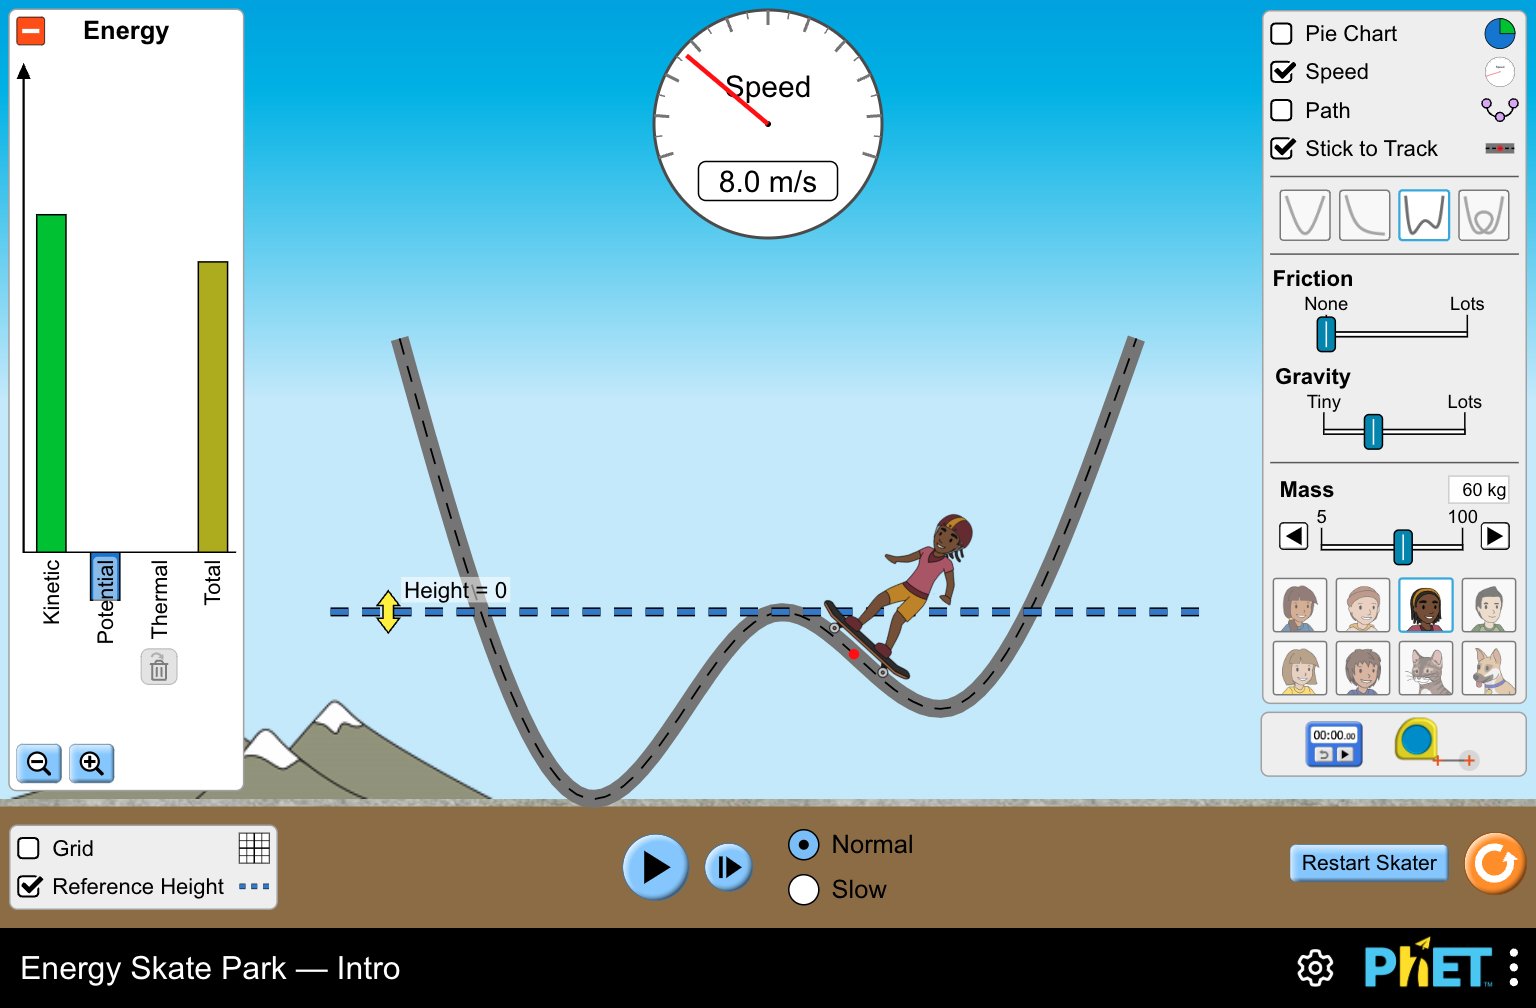 Energy
Kinetic
Potential
Thermal
Total
Speed
8.0 m/s
Height = 0
Pie Chart
Speed
Path
Stick to Track
Friction
None
Lots
Gravity
Tiny
Lots
Mass
60 kg
5
100
00:00.00
Grid
Reference Height
Normal
Slow
Restart Skater
Energy Skate Park — Intro
PhET™